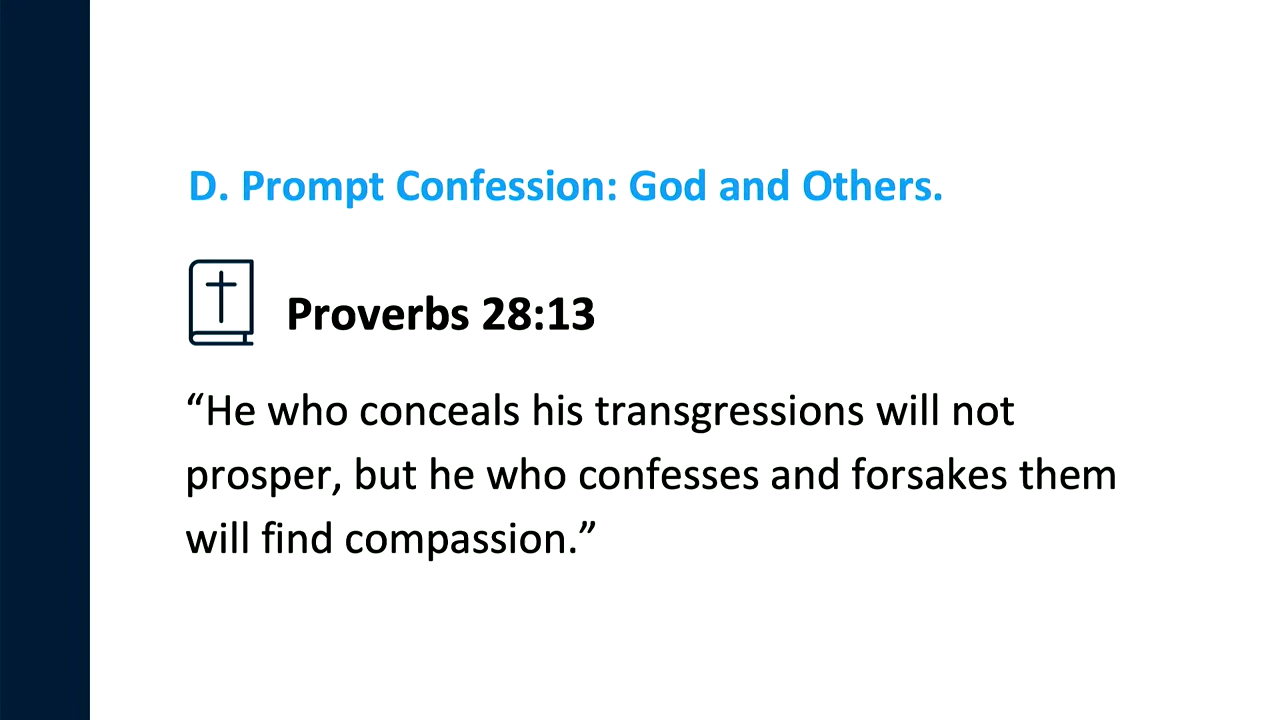 D. Prompt Confession: God and Others.
Proverbs 28:13
“He who conceals his transgressions will not
prosper, but he who confesses and forsakes them
will find compassion.”